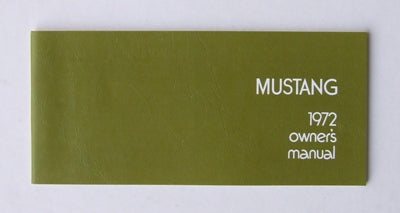 MUSTANG
1972
owner's
manual